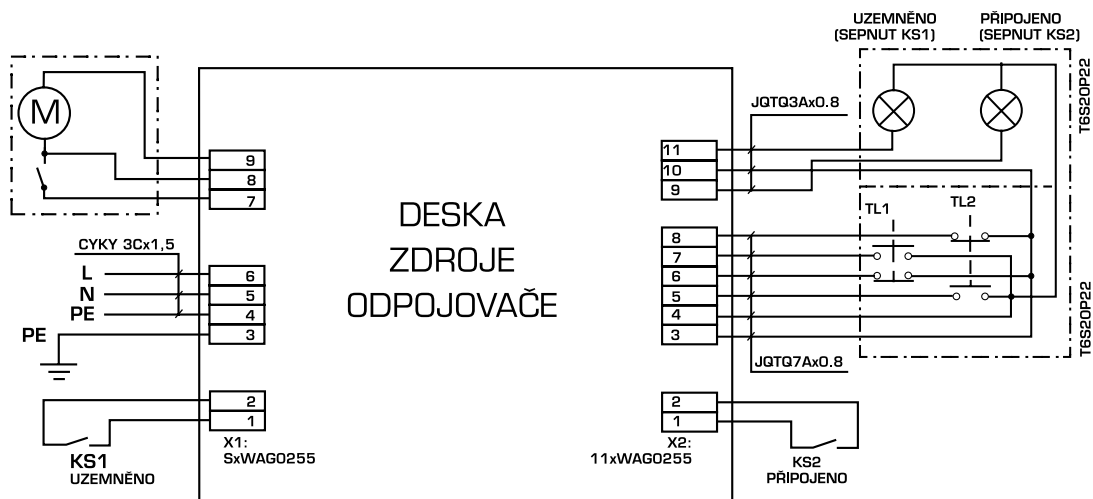 UZEMNĚNO
(SEPNUT KS1)
PŘIPOJENO
(SEPNUT KS2)
T6S20P22
M
JQTQ3Ax0.8
9
8
7
11
10
9
DESKA
ZDROJE
ODPOJOVAČE
TL1
TL2
CYKY 3Cx1,5
L
N
PE
PE
6
5
4
3
8
7
6
5
4
3
T6S20P22
JQTQ7Ax0.8
2
1
2
1
X1:
SxWAGO255
X2:
11xWAGO255
KS1
UZEMNĚNO
KS2
PŘIPOJENO